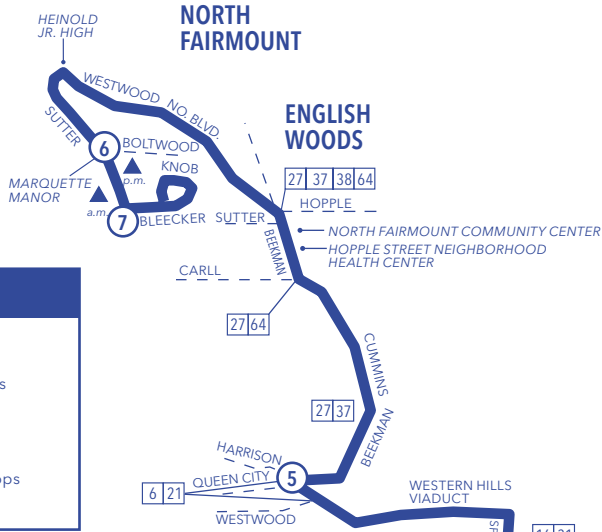 HEINOLD
JR. HIGH
NORTH
FAIRMOUNT
WESTWOOD NO. BLVD.
SUTTER
ENGLISH
WOODS
6
BOLTWOOD
p.m.
KNOB
27 37 38 64
MARQUETTE
MANOR
a.m.
7
BLEECKER
SUTTER
HOPPLE
BEEKMAN
NORTH FAIRMOUNT COMMUNITY CENTER
HOPPLE STREET NEIGHBORHOOD
HEALTH CENTER
CARLL
27 64
CUMMINS
27 37
BEEKMAN
HARRISON
5
QUEEN CITY
6 21
WESTWOOD
WESTERN HILLS
VIADUCT